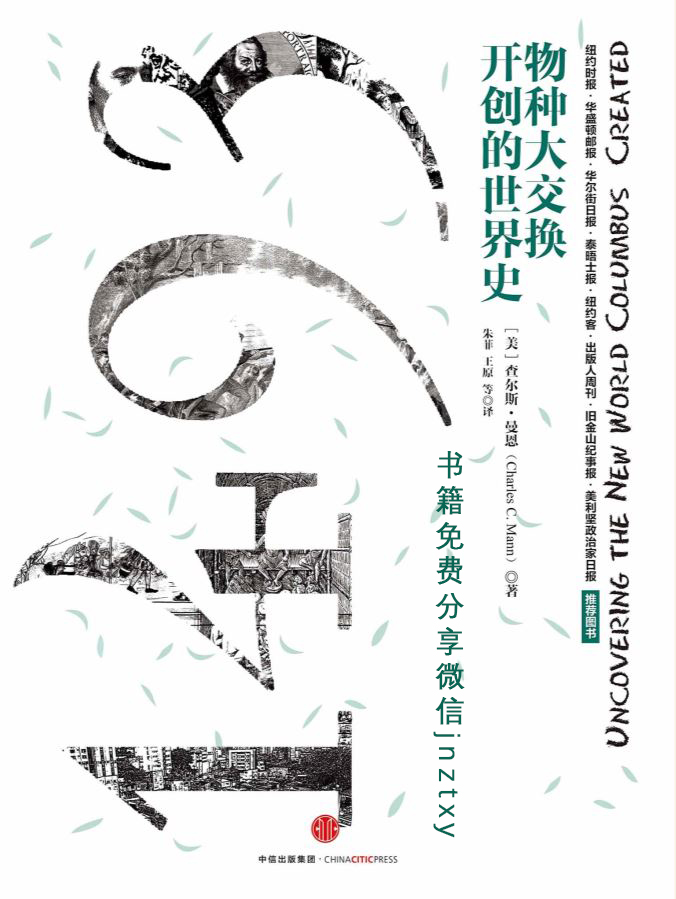 1493
物种大交换
开创的世界史
UNCOVERING THE NEW WORLD COLUMBUS CREATED
纽约时报·华盛顿邮报·华尔街日报·泰晤士报·纽约客·出版人周刊·旧金山纪事报·美利坚政治家日报
推荐图书
［美］查尔斯·曼恩（Charles C. Mann）◎著
朱菲 王原 等◎译
书籍免费分享微信jnztxy
中信出版集团·CHINACITICPRESS